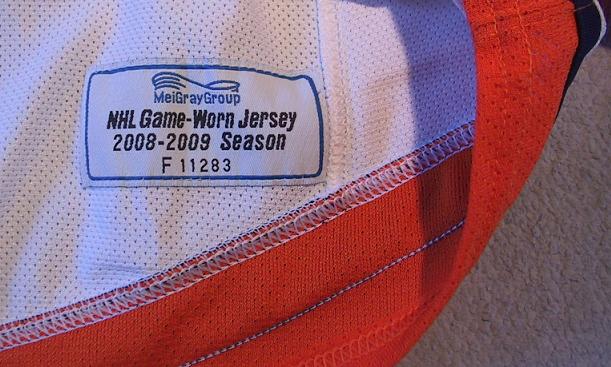 MeiGrayGroup
NHL Game-Worn Jersey
2008-2009 Season
F 11283